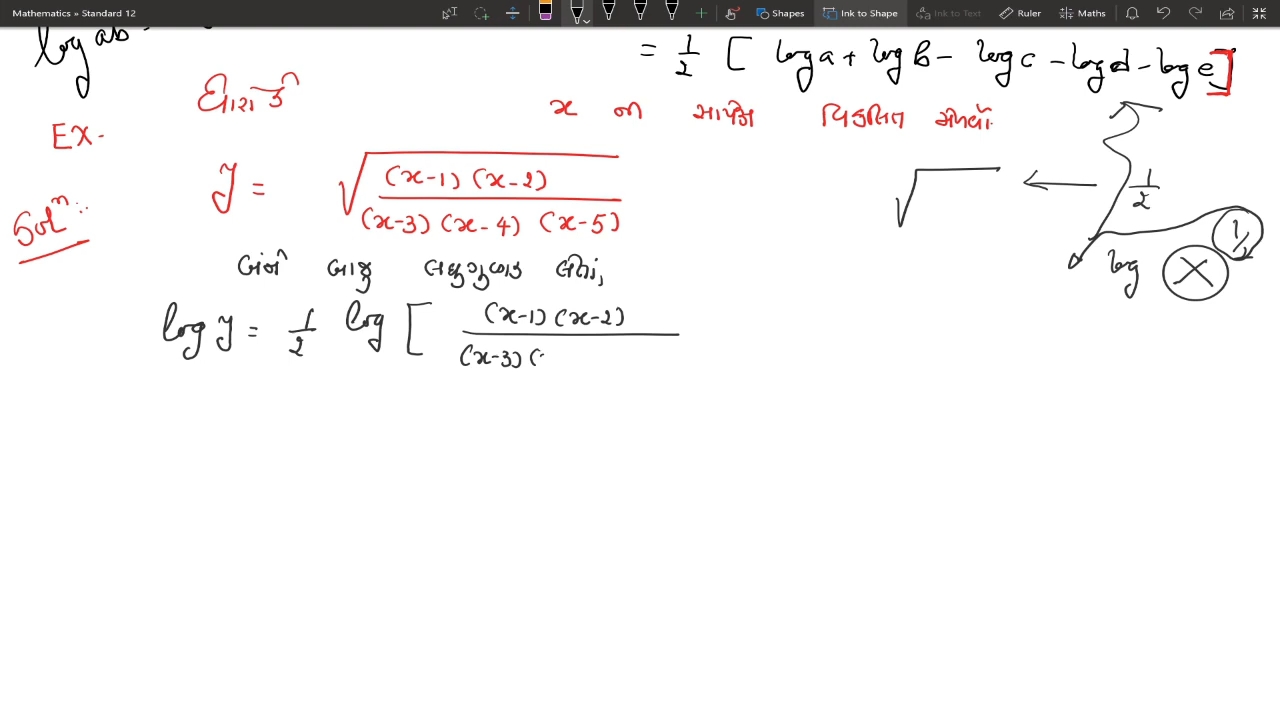 Mathematics » Standard 12
Shapes
Ink to Shape
Ink to Text
Ruler
Maths
log ab
= 1/2 [ log a + log b - log c - log d - log e ]
ધારો કે
EX-
x ના સાપેક્ષ વિકલિત મેળવો
y = √((x-1) (x-2) / (x-3) (x-4) (x-5))
1/2
Solⁿ:
log X 1/2
બંને બાજુ લઘુગુણક લેતાં,
log y = 1/2 log [ (x-1) (x-2) / (x-3) (